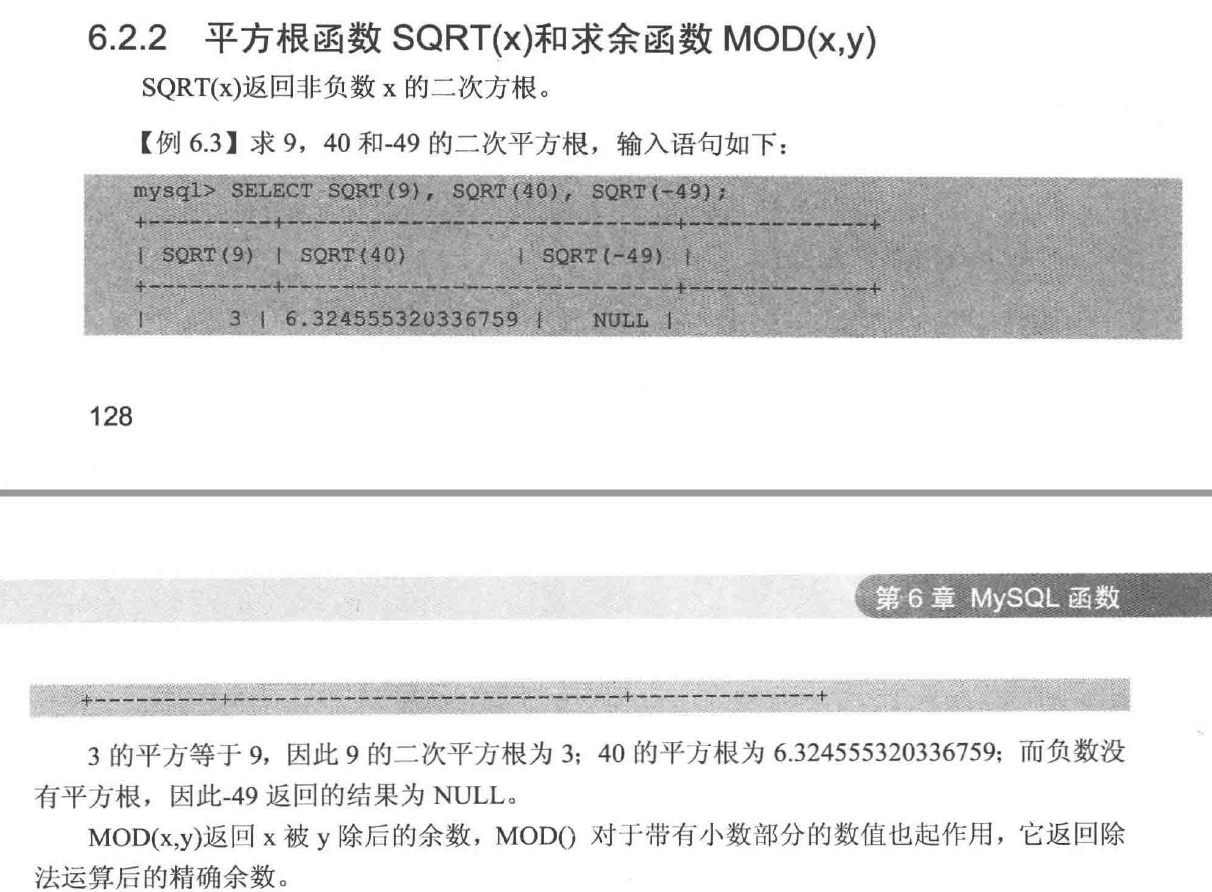 6.2.2 平方根函数 SQRT(x)和求余函数 MOD(x,y)
SQRT(x)返回非负数 x 的二次方根。
【例 6.3】求 9，40 和-49 的二次平方根，输入语句如下：
mysql> SELECT SQRT(9), SQRT(40), SQRT(-49);
+---------+----------------------------+-------------+
| SQRT(9) | SQRT(40) | SQRT(-49) |
+---------+----------------------------+-------------+
| 3 | 6.324555320336759 | NULL |
128
第 6 章 MySQL 函数
+---------+----------------------------+-------------+
3 的平方等于 9，因此 9 的二次平方根为 3；40 的平方根为 6.324555320336759；而负数没
有平方根，因此-49 返回的结果为 NULL。
MOD(x,y)返回 x 被 y 除后的余数，MOD() 对于带有小数部分的数值也起作用，它返回除
法运算后的精确余数。